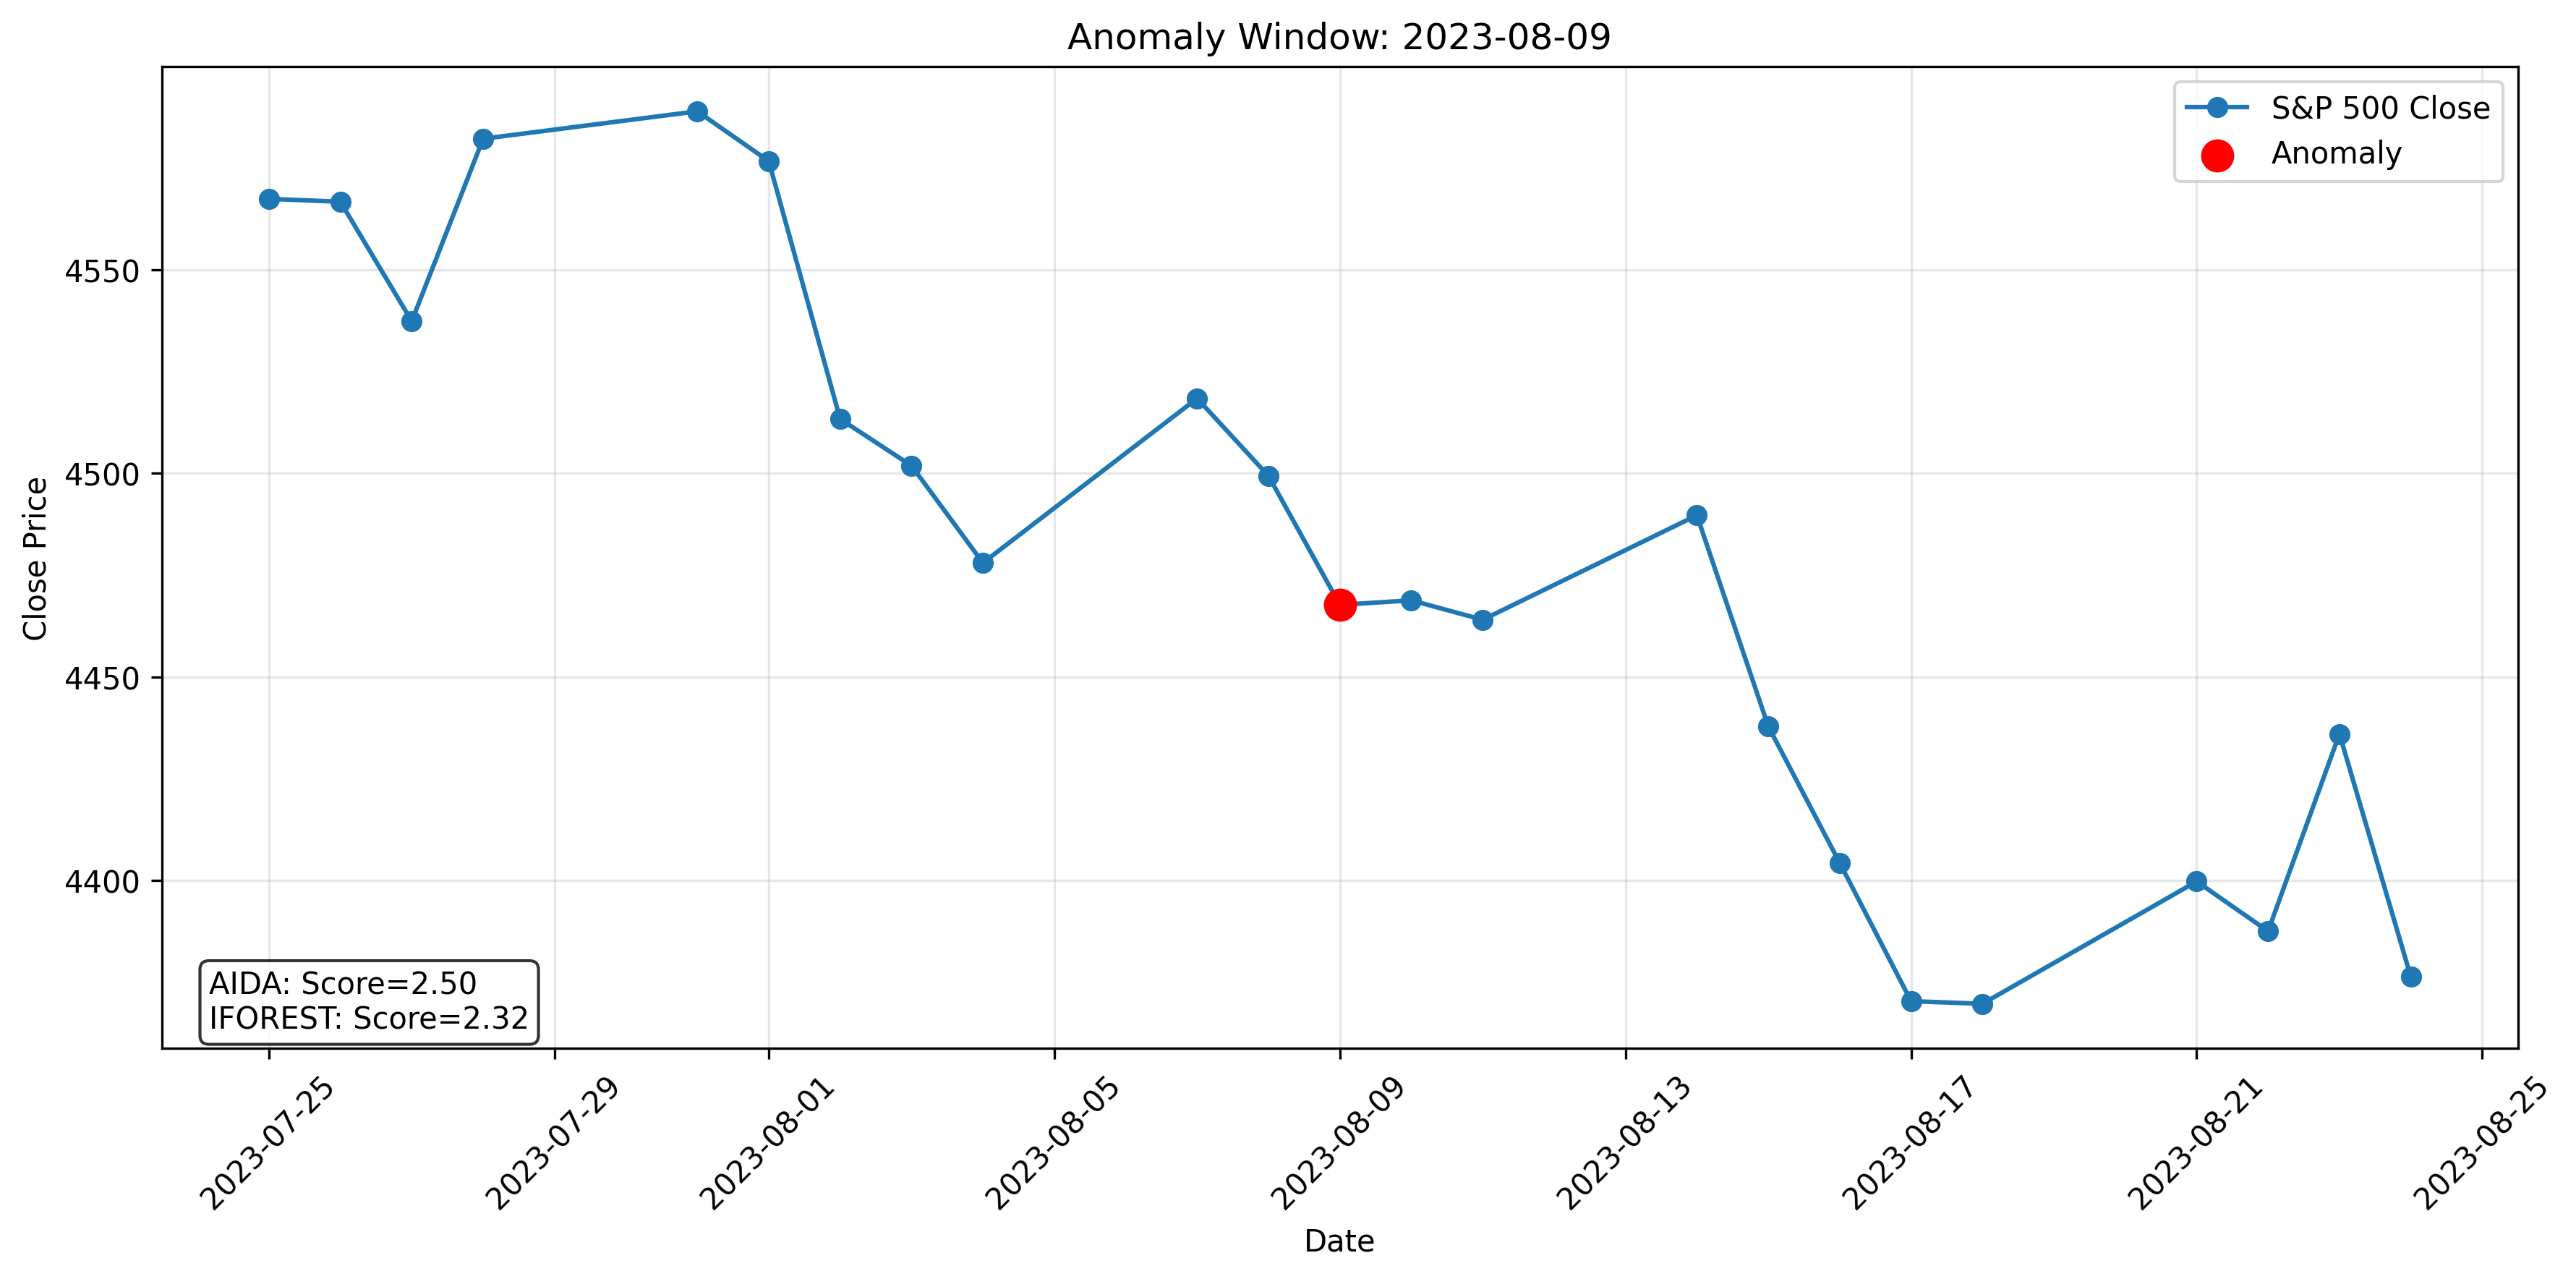 Anomaly Window: 2023-08-09
S&P 500 Close
Anomaly
Close Price
4550
4500
4450
4400
AIDA: Score=2.50
IFOREST: Score=2.32
2023-07-25
2023-07-29
2023-08-01
2023-08-05
2023-08-09
2023-08-13
2023-08-17
2023-08-21
2023-08-25
Date